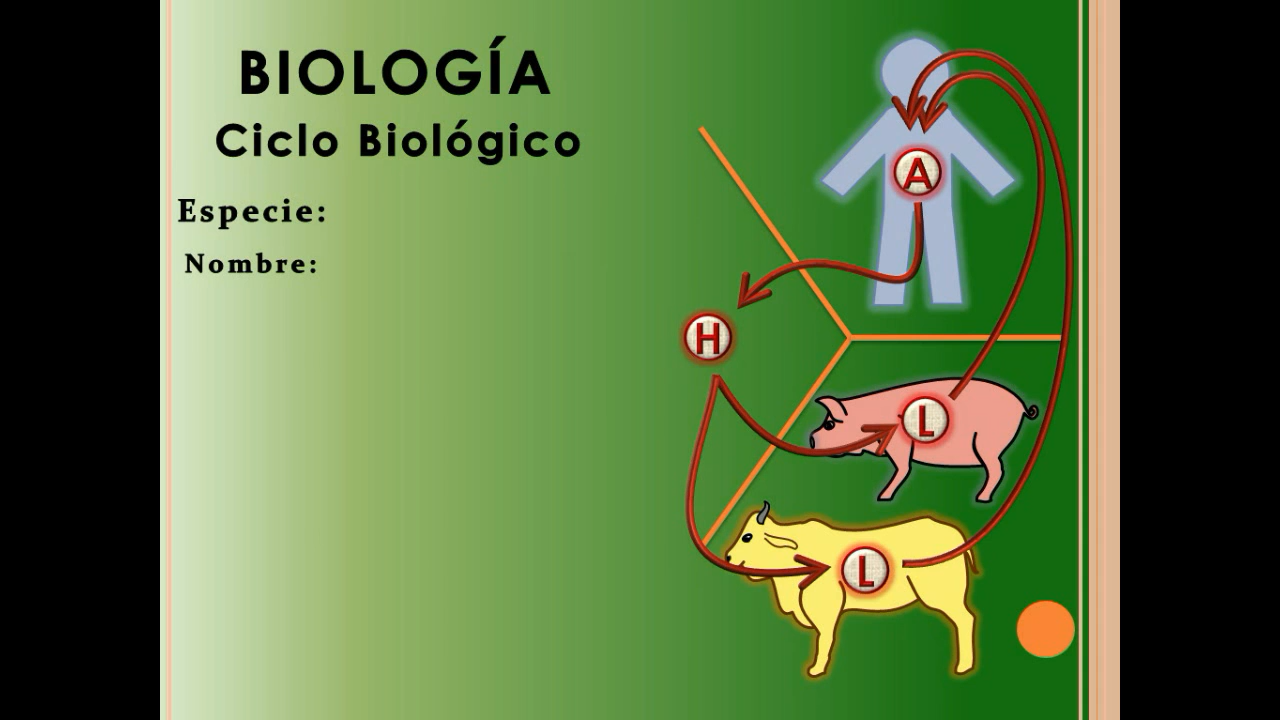 BIOLOGÍA
Ciclo Biológico
Especie:
Nombre:
A
H
L
L